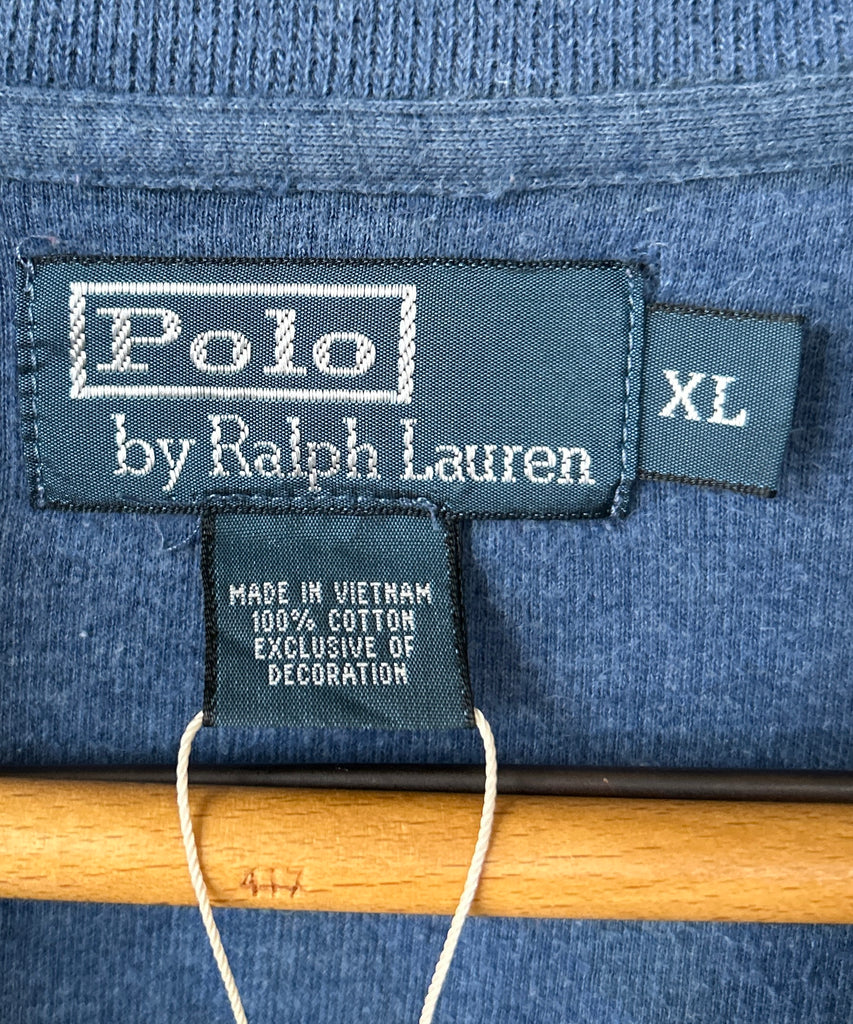 Polo
by Ralph Lauren
XL
MADE IN VIETNAM
100% COTTON
EXCLUSIVE OF
DECORATION
417